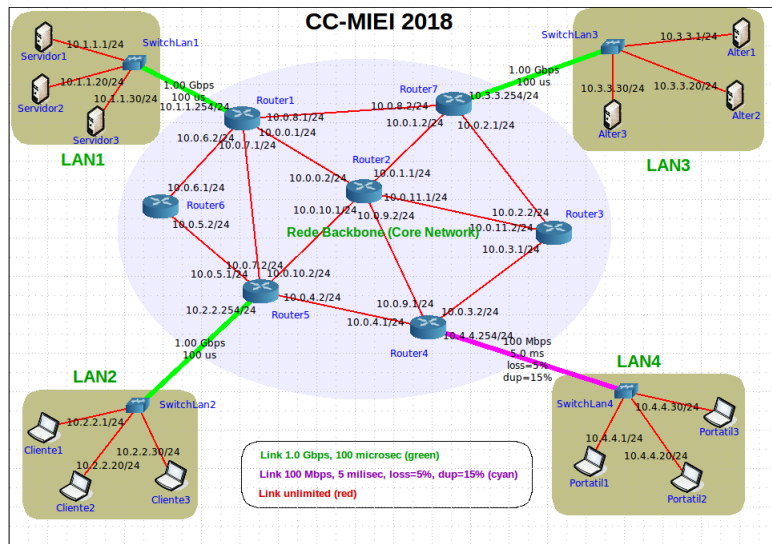 CC-MIEI 2018
10.1.1.1/24
SwitchLan1
Servidor1
10.1.1.20/24
Servidor2
10.1.1.30/24
Servidor3
LAN1
1.00 Gbps
100 us
10.1.1.254/24
Router1
10.0.8.1/24
10.0.6.2/24
10.0.0.1/24
10.0.7.1/24
Router7
10.0.8.2/24
10.3.3.254/24
10.0.1.2/24
10.0.2.1/24
1.00 Gbps
100 us
SwitchLan3
10.3.3.1/24
Alter1
10.3.3.30/24
10.3.3.20/24
Alter3
Alter2
LAN3
Router2
10.0.0.2/24
10.0.1.1/24
10.0.11.1/24
10.0.10.1/24
10.0.9.2/24
10.0.6.1/24
Router6
10.0.5.2/24
Rede Backbone (Core Network)
Router3
10.0.2.2/24
10.0.11.2/24
10.0.3.1/24
10.0.7.2/24
10.0.5.1/24
10.0.10.2/24
10.2.2.254/24
10.0.4.2/24
Router5
10.0.9.1/24
10.0.3.2/24
10.0.4.1/24
10.4.4.254/24
Router4
1.00 Gbps
100 us
100 Mbps
5.0 ms
loss=5%
dup=15%
LAN2
SwitchLan2
10.2.2.1/24
Cliente1
10.2.2.30/24
10.2.2.20/24
Cliente2
Cliente3
LAN4
SwitchLan4
10.4.4.30/24
Portatil3
10.4.4.1/24
10.4.4.20/24
Portatil1
Portatil2
Link 1.0 Gbps, 100 microsec (green)
Link 100 Mbps, 5 milisec, loss=5%, dup=15% (cyan)
Link unlimited (red)